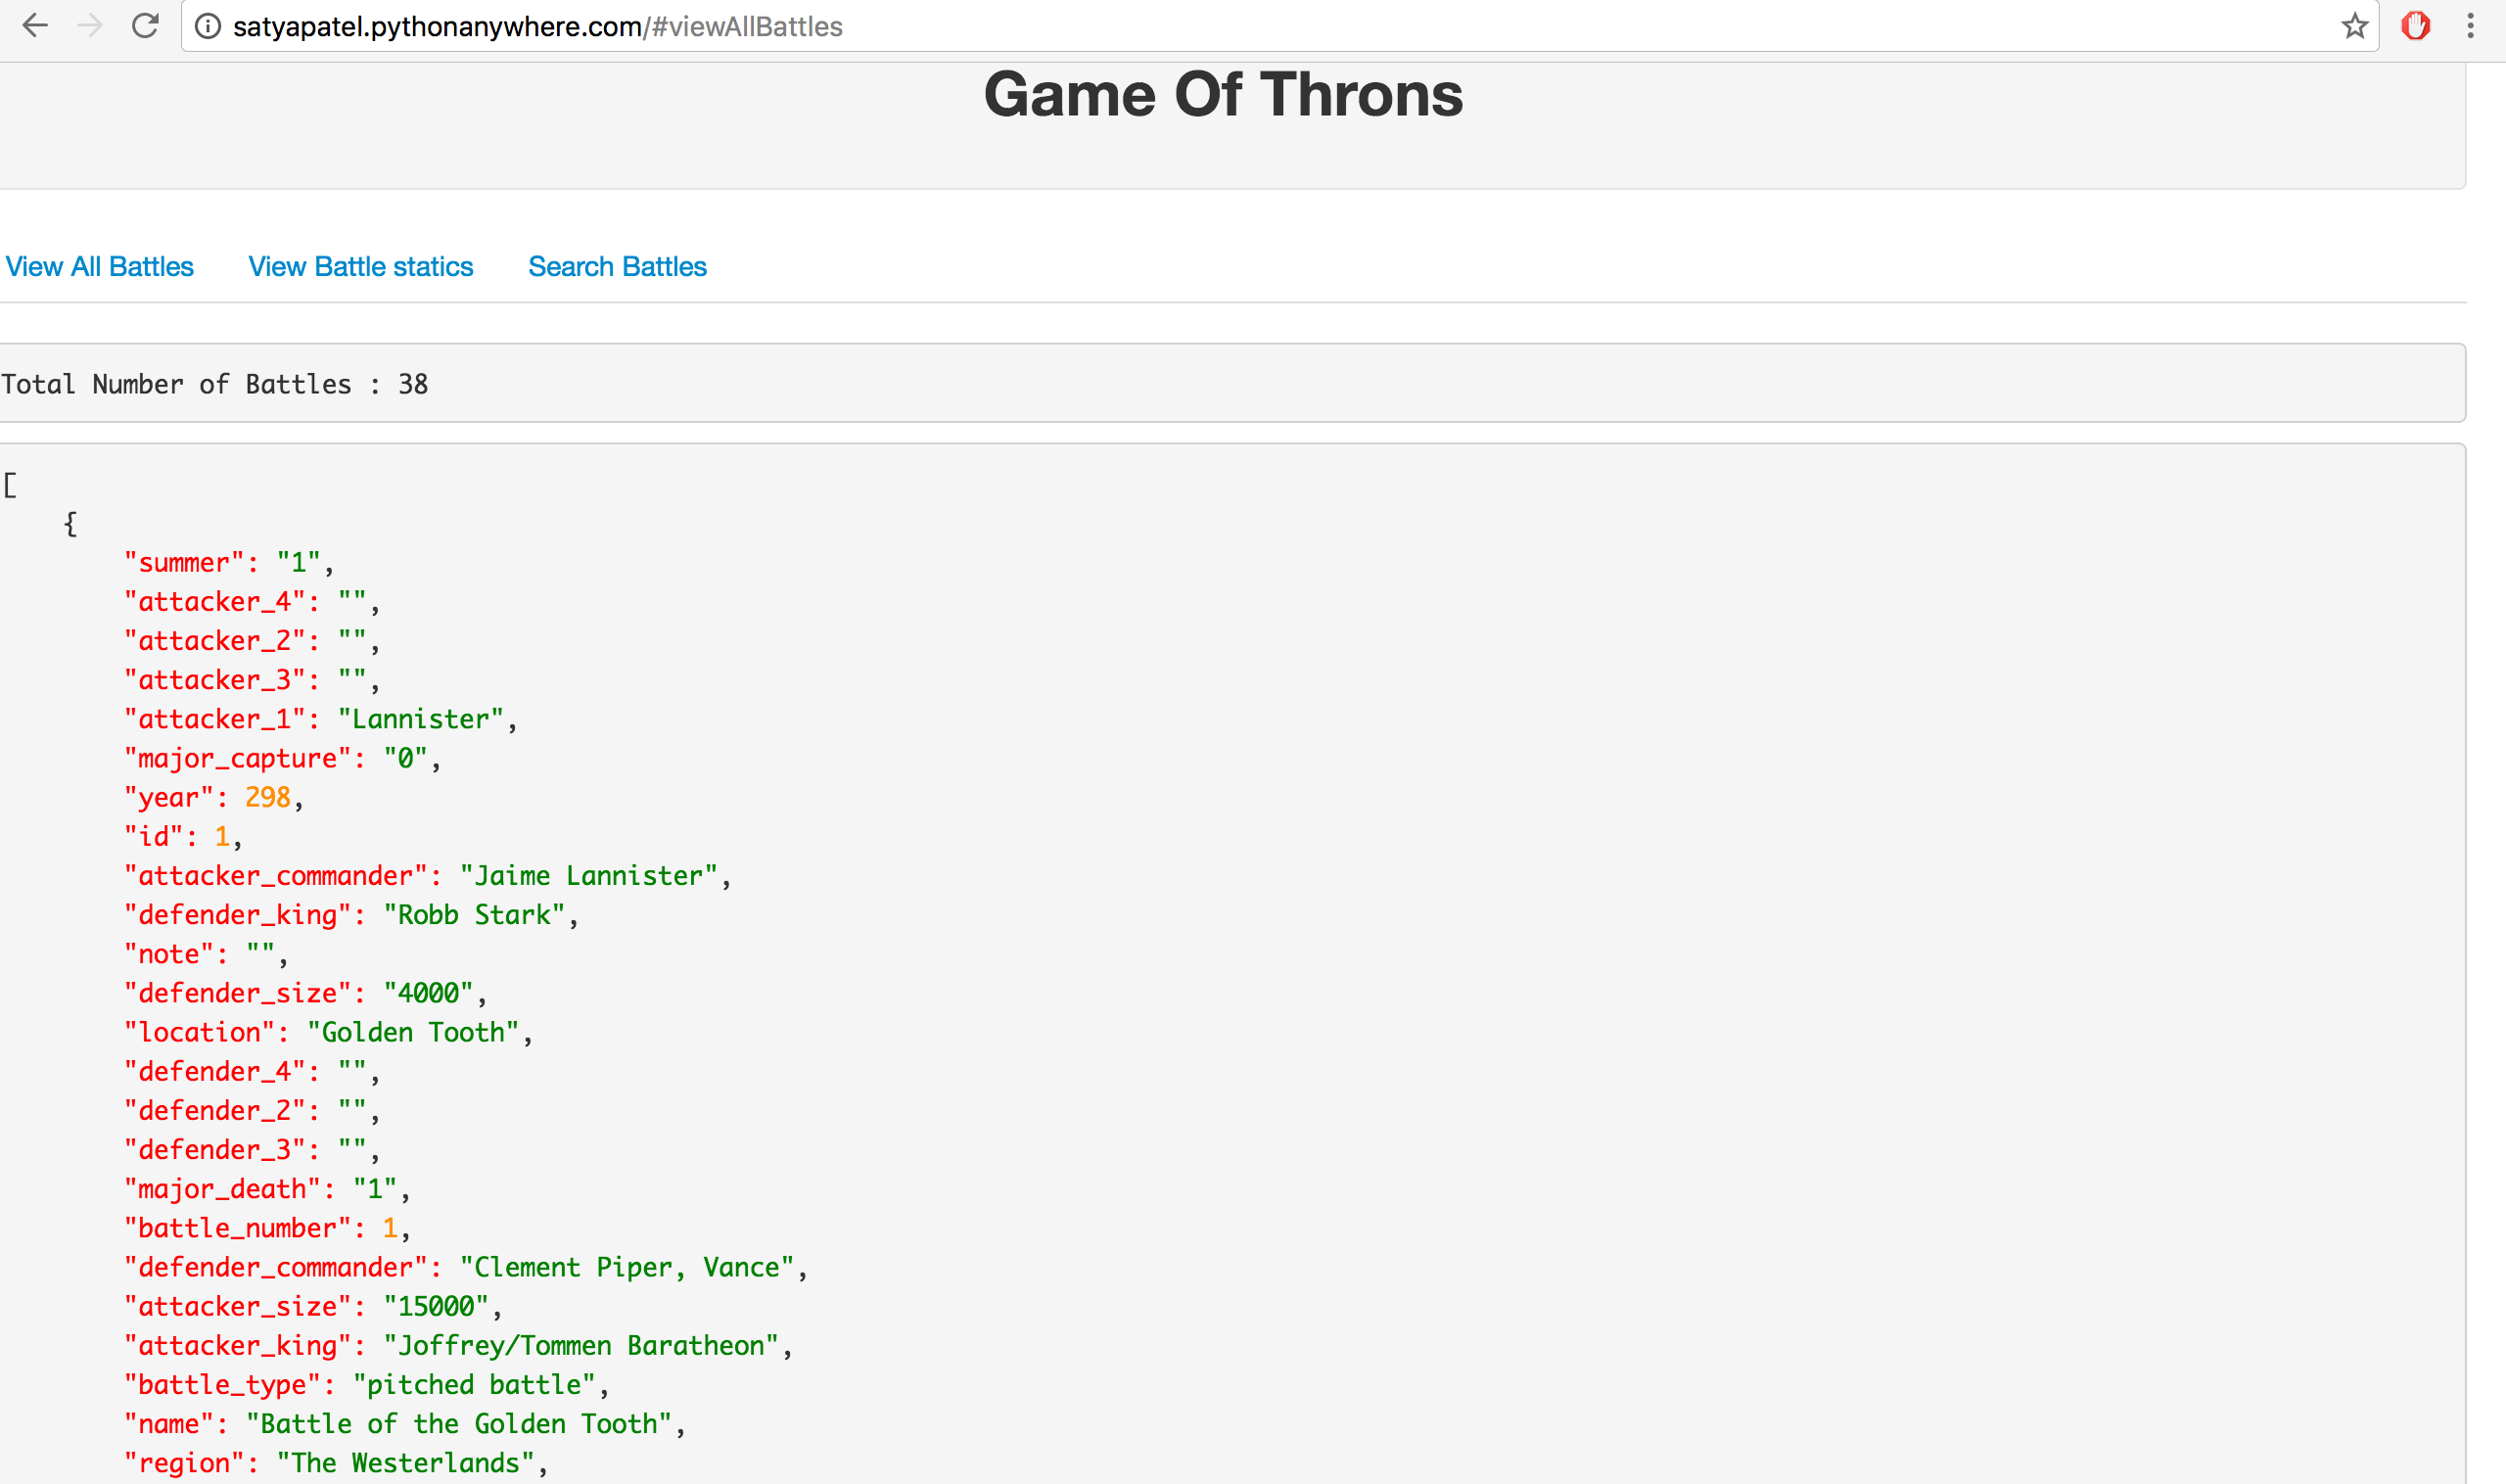 satyapatel.pythonanywhere.com/#viewAllBattles
Game Of Throns
View All Battles View Battle statics Search Battles
Total Number of Battles : 38
[
{
"summer": "1",
"attacker_4": "",
"attacker_2": "",
"attacker_3": "",
"attacker_1": "Lannister",
"major_capture": "0",
"year": 298,
"id": 1,
"attacker_commander": "Jaime Lannister",
"defender_king": "Robb Stark",
"note": "",
"defender_size": "4000",
"location": "Golden Tooth",
"defender_4": "",
"defender_2": "",
"defender_3": "",
"major_death": "1",
"battle_number": 1,
"defender_commander": "Clement Piper, Vance",
"attacker_size": "15000",
"attacker_king": "Joffrey/Tommen Baratheon",
"battle_type": "pitched battle",
"name": "Battle of the Golden Tooth",
"region": "The Westerlands",